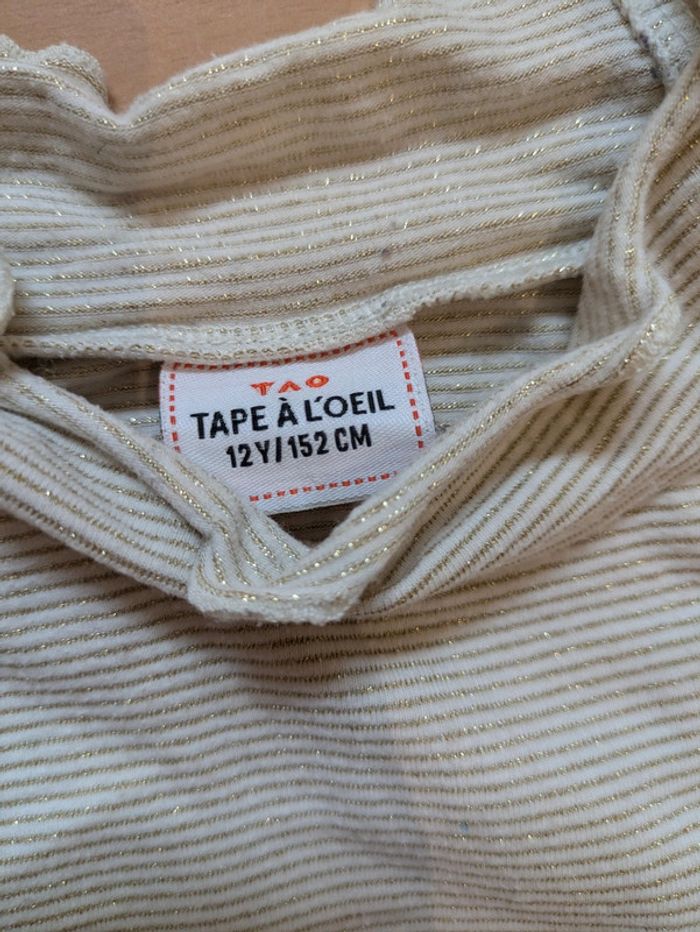 TAO
TAPE À L'OEIL
12Y/152 CM